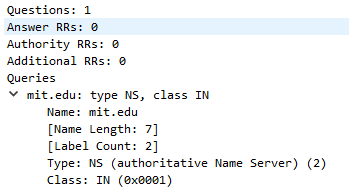 Questions: 1
Answer RRs: 0
Authority RRs: 0
Additional RRs: 0
Queries
mit.edu: type NS, class IN
Name: mit.edu
[Name Length: 7]
[Label Count: 2]
Type: NS (authoritative Name Server) (2)
Class: IN (0x0001)